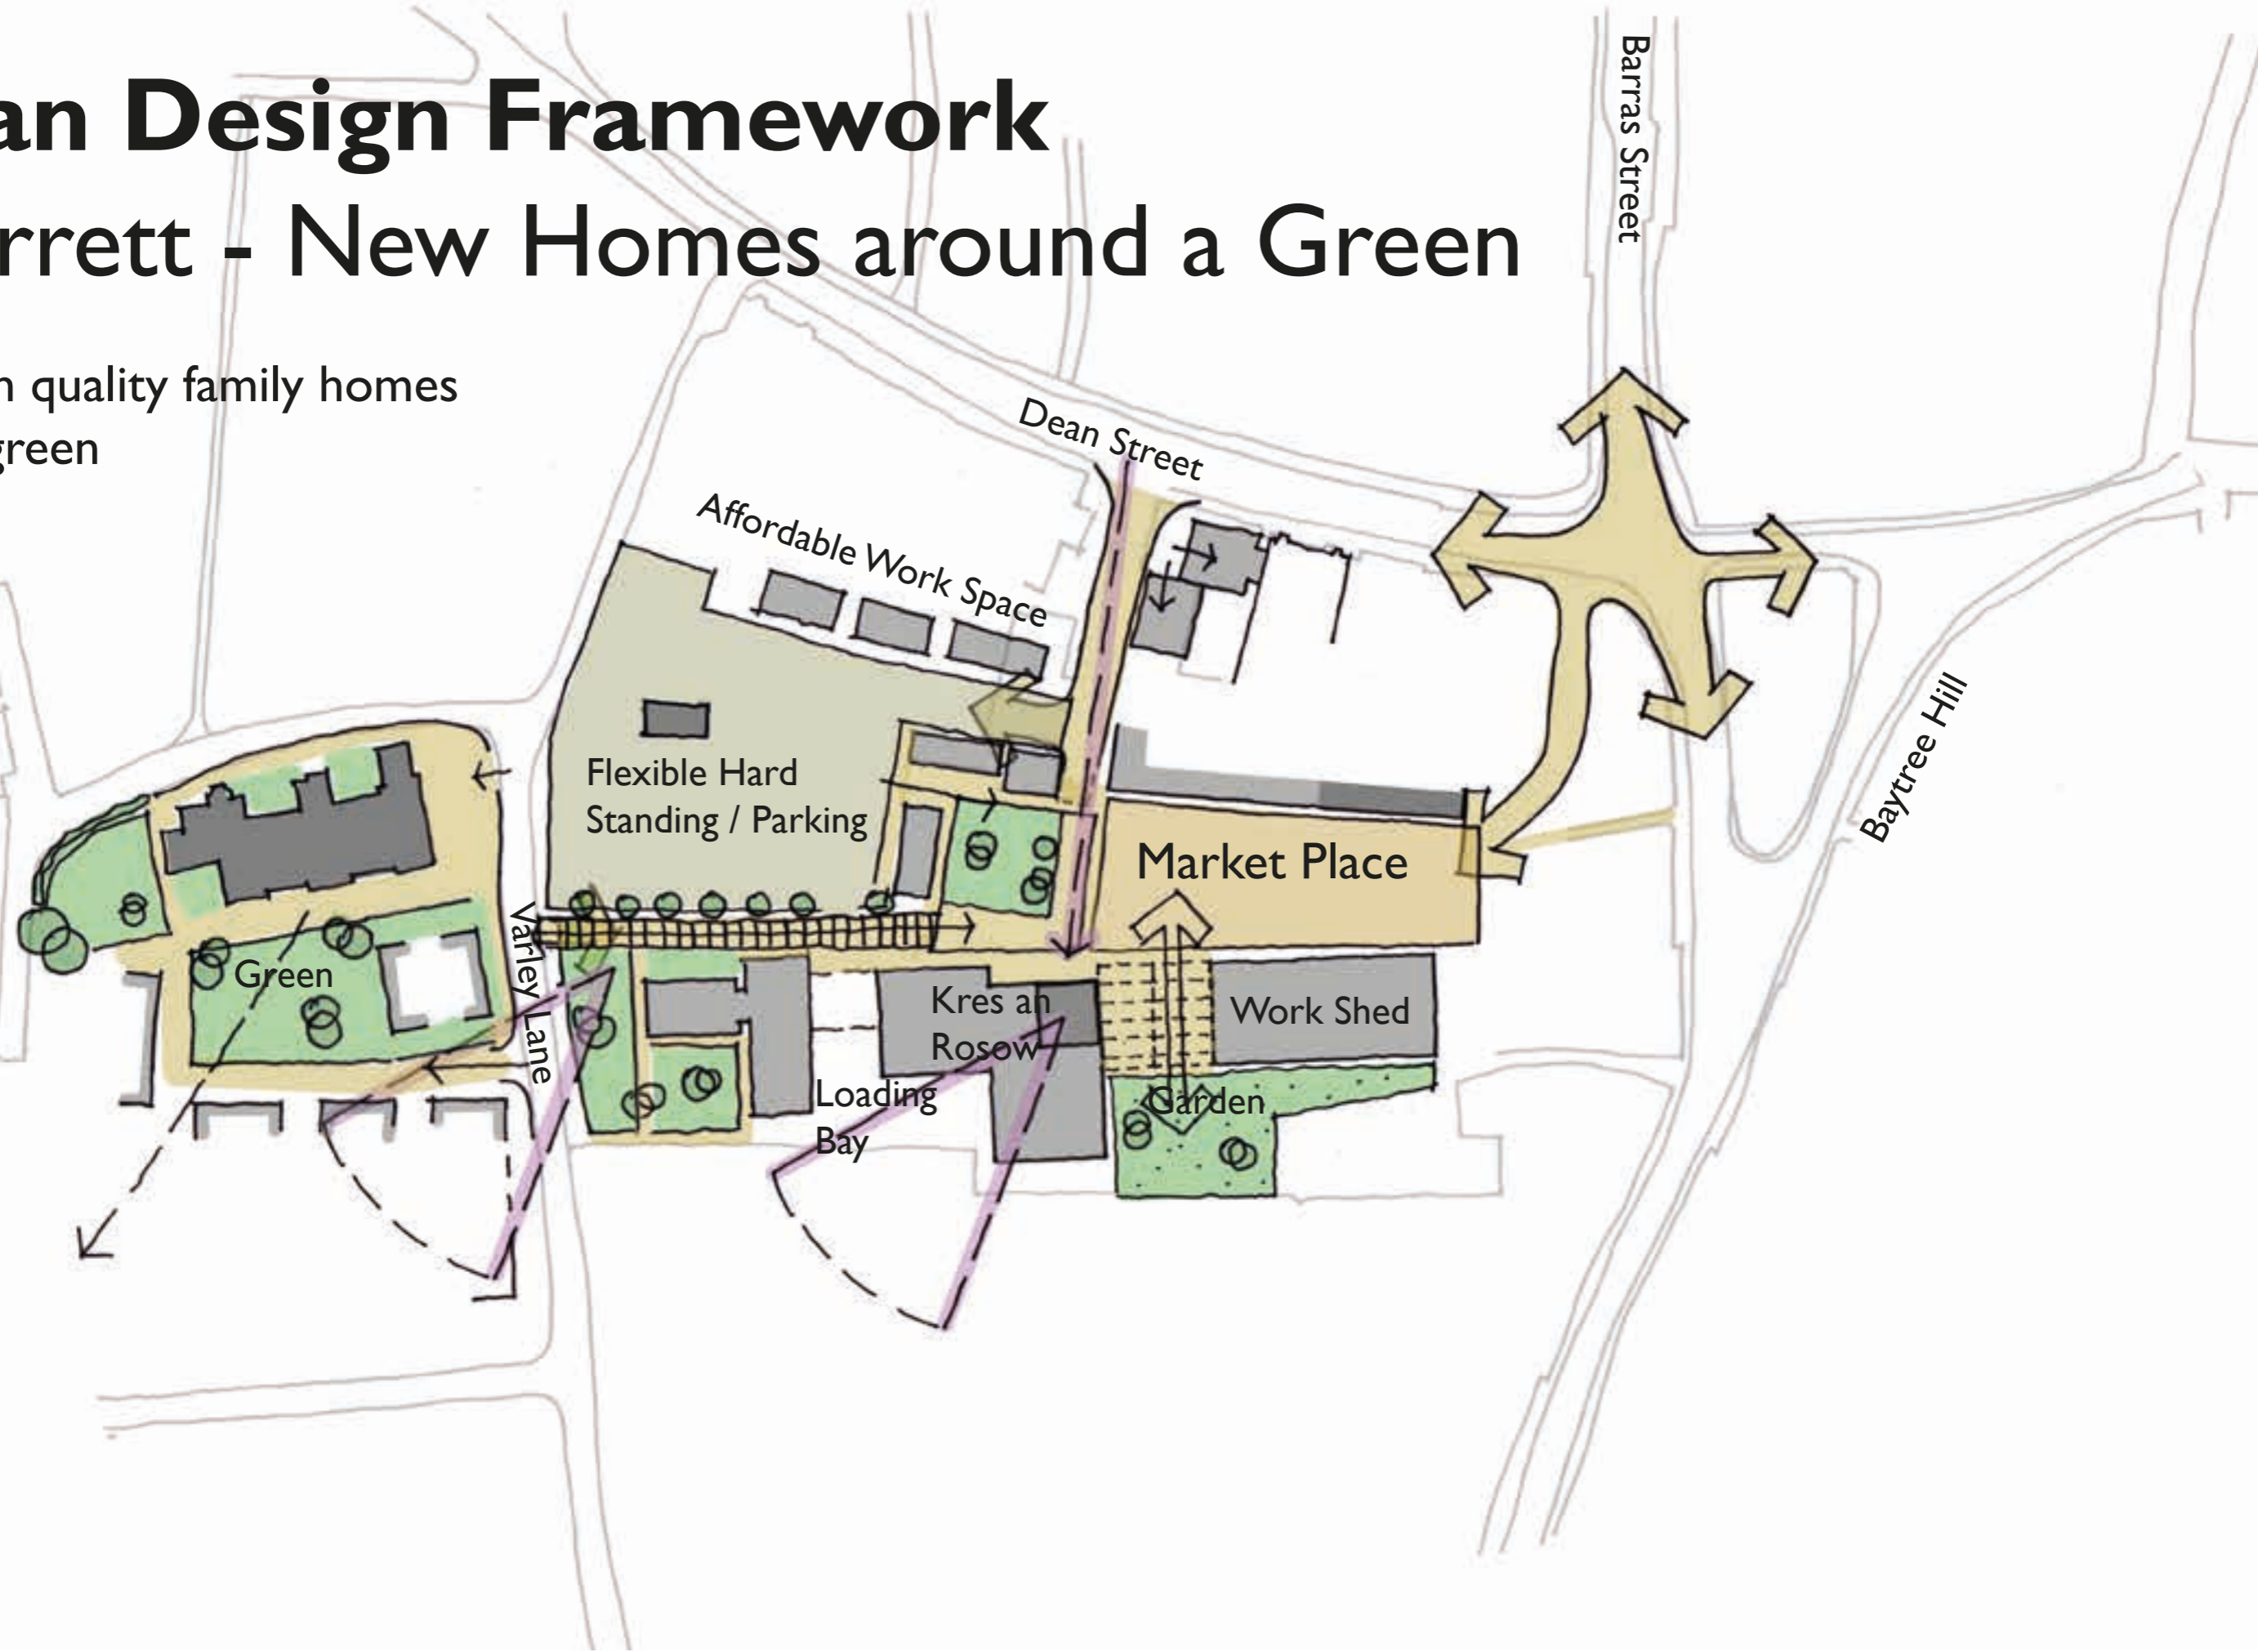 an Design Framework
rrett - New Homes around a Green
n quality family homes
green
Barras Street
Dean Street
Affordable Work Space
Flexible Hard
Standing / Parking
Market Place
Baytree Hill
Varley Lane
Green
Kres an
Rosow
Work Shed
Loading
Bay
Garden